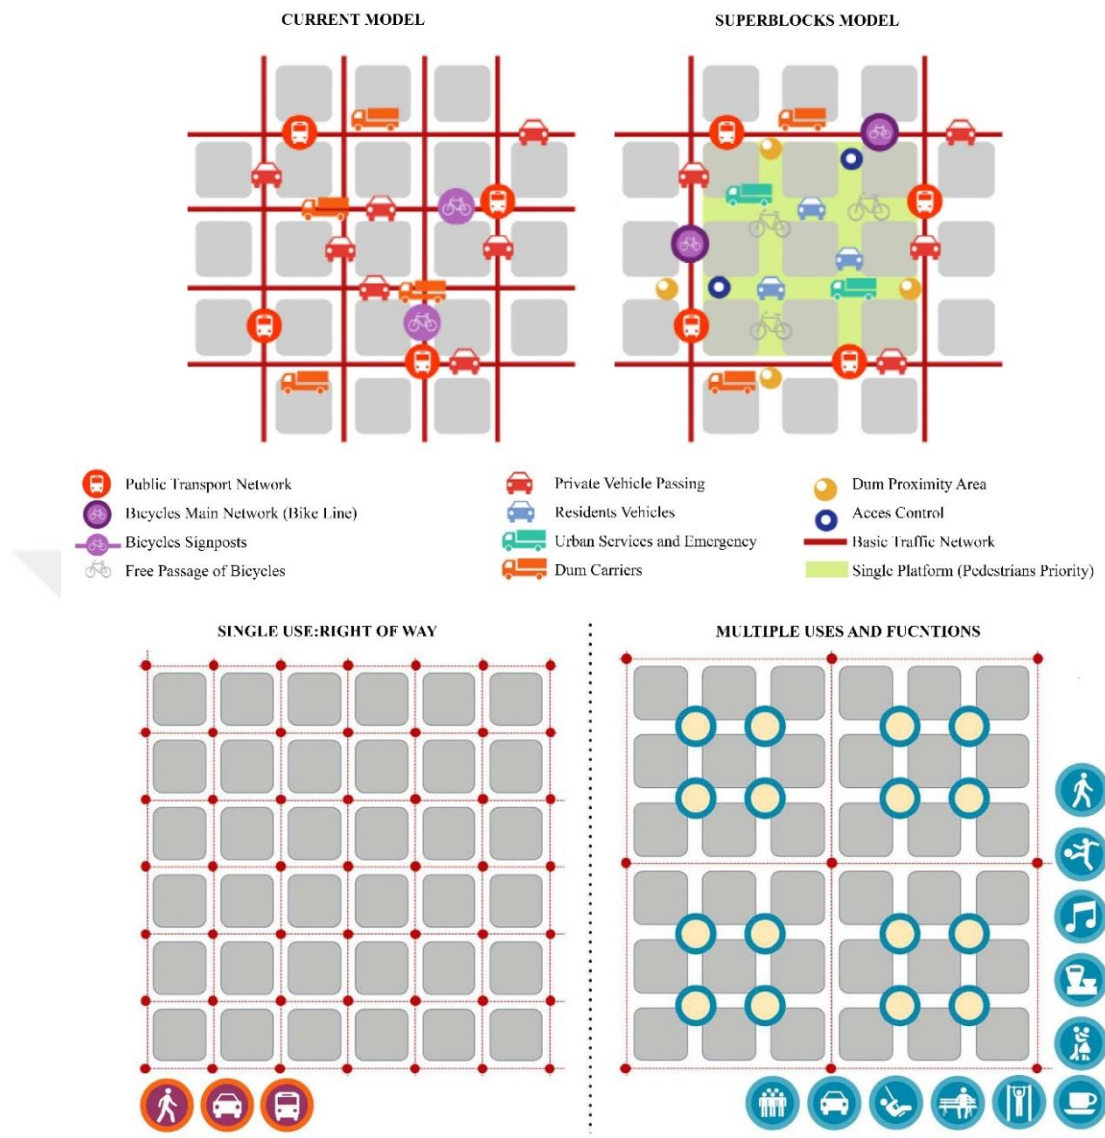 CURRENT MODEL
SUPERBLOCKS MODEL
Public Transport Network
Bicycles Main Network (Bike Line)
Bicycles Signposts
Free Passage of Bicycles
Private Vehicle Passing
Residents Vehicles
Urban Services and Emergency
Dum Carriers
Dum Proximity Area
Acces Control
Basic Traffic Network
Single Platform (Pedestrians Priority)
SINGLE USE:RIGHT OF WAY
MULTIPLE USES AND FUCNTIONS